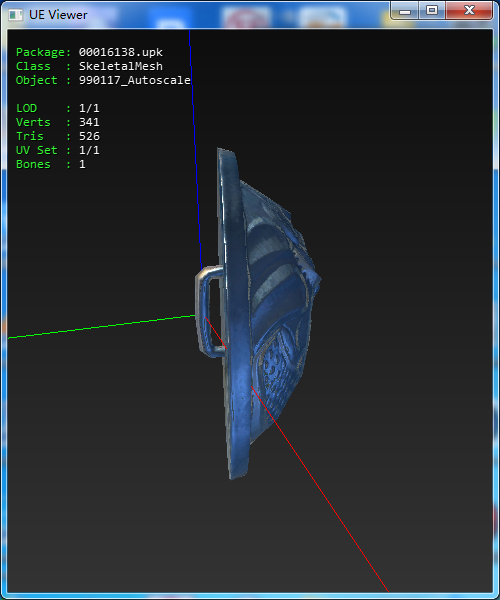 UE Viewer
Package: 00016138.upk
Class : SkeletalMesh
Object : 990117_Autoscale
LOD : 1/1
Verts : 341
Tris : 526
UV Set : 1/1
Bones : 1